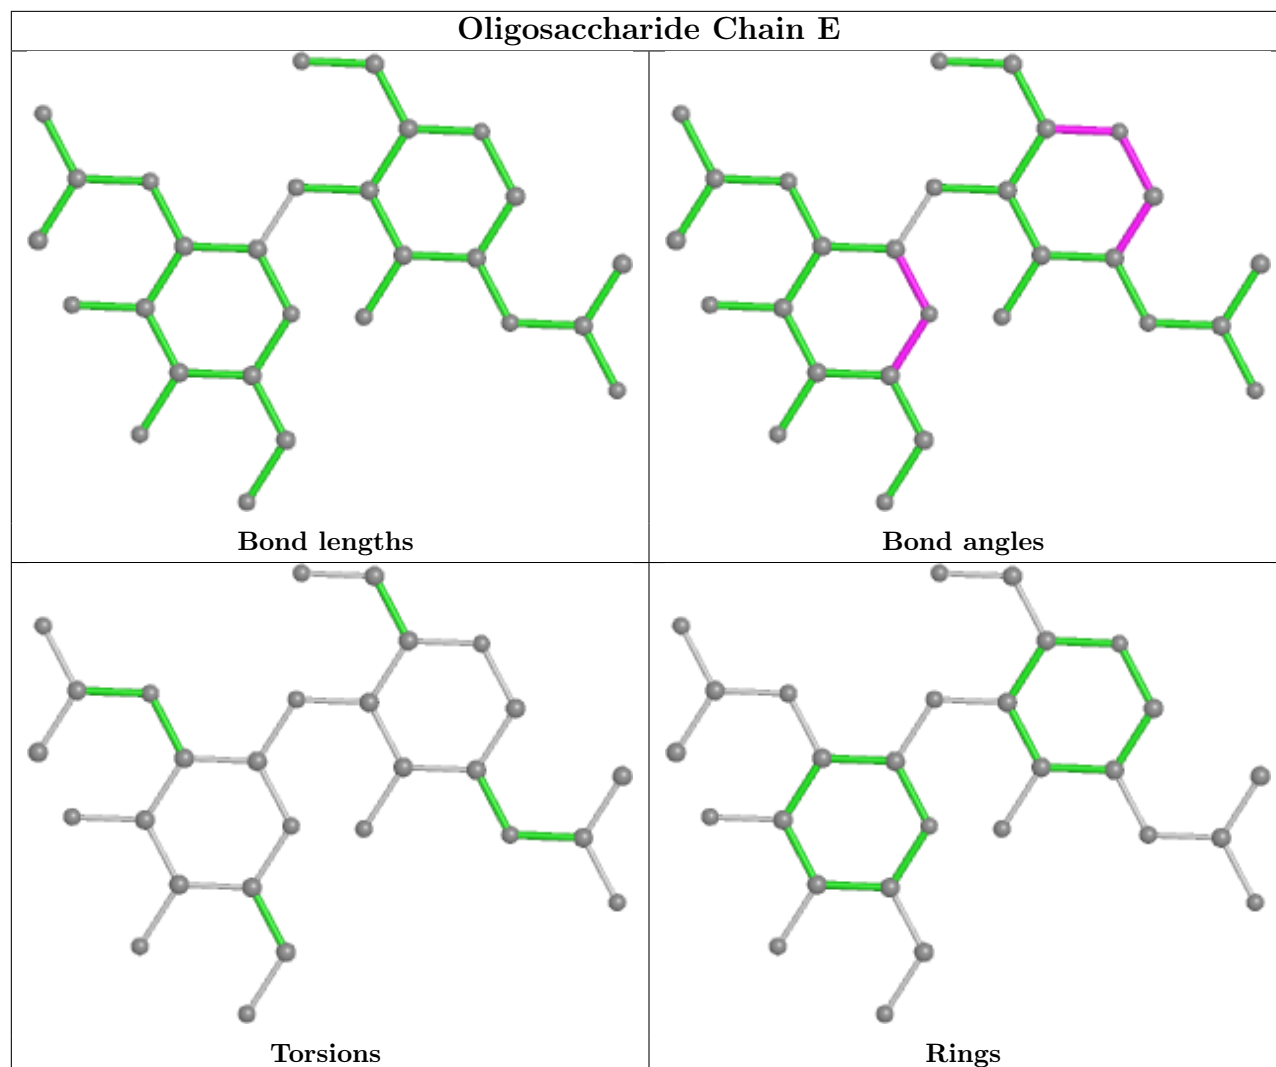 Oligosaccharide Chain E
Bond lengths
Bond angles
Torsions
Rings